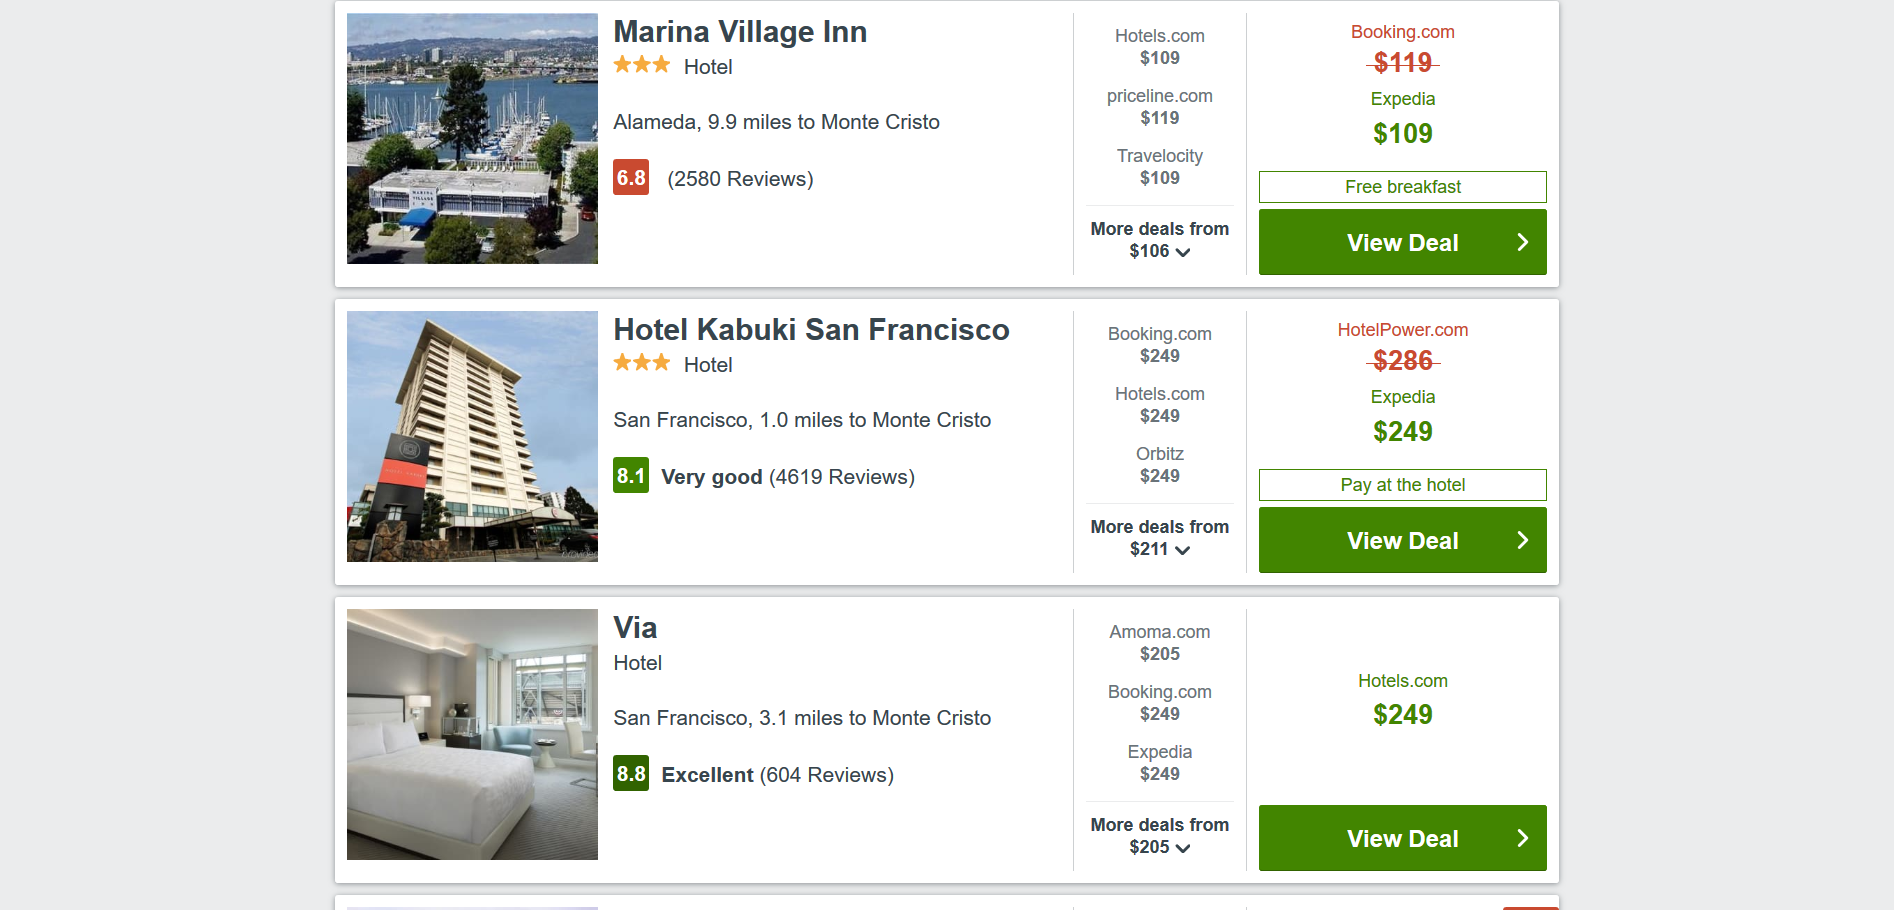 Marina Village Inn
Hotel
Alameda, 9.9 miles to Monte Cristo
6.8 (2580 Reviews)
Hotels.com
$109
priceline.com
$119
Travelocity
$109
More deals from
$106
Booking.com
$119
Expedia
$109
Free breakfast
View Deal
MARINA
VILLAGE
INN
Hotel Kabuki San Francisco
Hotel
San Francisco, 1.0 miles to Monte Cristo
8.1 Very good (4619 Reviews)
Booking.com
$249
Hotels.com
$249
Orbitz
$249
More deals from
$211
HotelPower.com
$286
Expedia
$249
Pay at the hotel
View Deal
Via
Hotel
San Francisco, 3.1 miles to Monte Cristo
8.8 Excellent (604 Reviews)
Amoma.com
$205
Booking.com
$249
Expedia
$249
More deals from
$205
Hotels.com
$249
View Deal